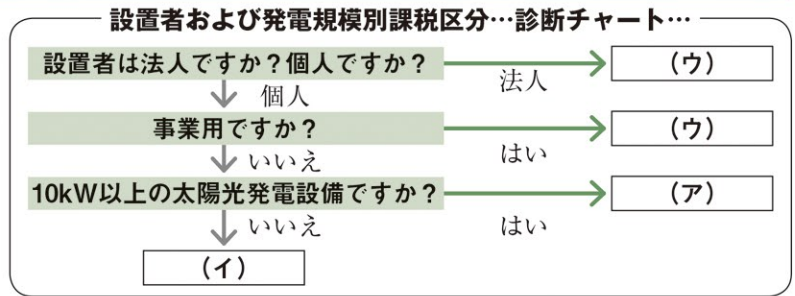 設置者および発電規模別課税区分…診断チャート…
設置者は法人ですか？個人ですか？
法人
（ウ）
個人
事業用ですか？
はい
（ウ）
いいえ
10kW以上の太陽光発電設備ですか？
はい
（ア）
いいえ
（イ）